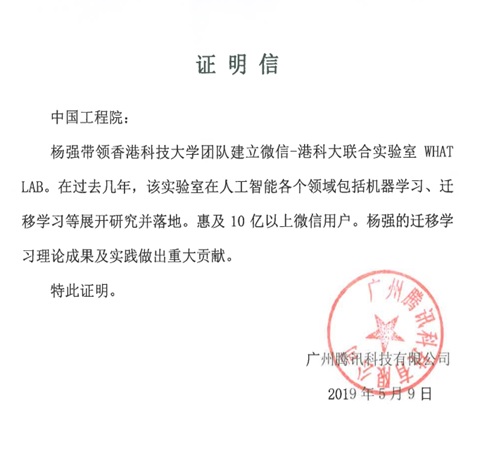 证明信
中国工程院：
杨强带领香港科技大学团队建立微信-港科大联合实验室 WHAT
LAB。在过去几年，该实验室在人工智能各个领域包括机器学习、迁
移学习等展开研究并落地。惠及 10 亿以上微信用户。杨强的迁移学
习理论成果及实践做出重大贡献。
特此证明。
广州腾讯科技有限公司
广州腾讯科技有限公司
2019 年 5 月 9 日